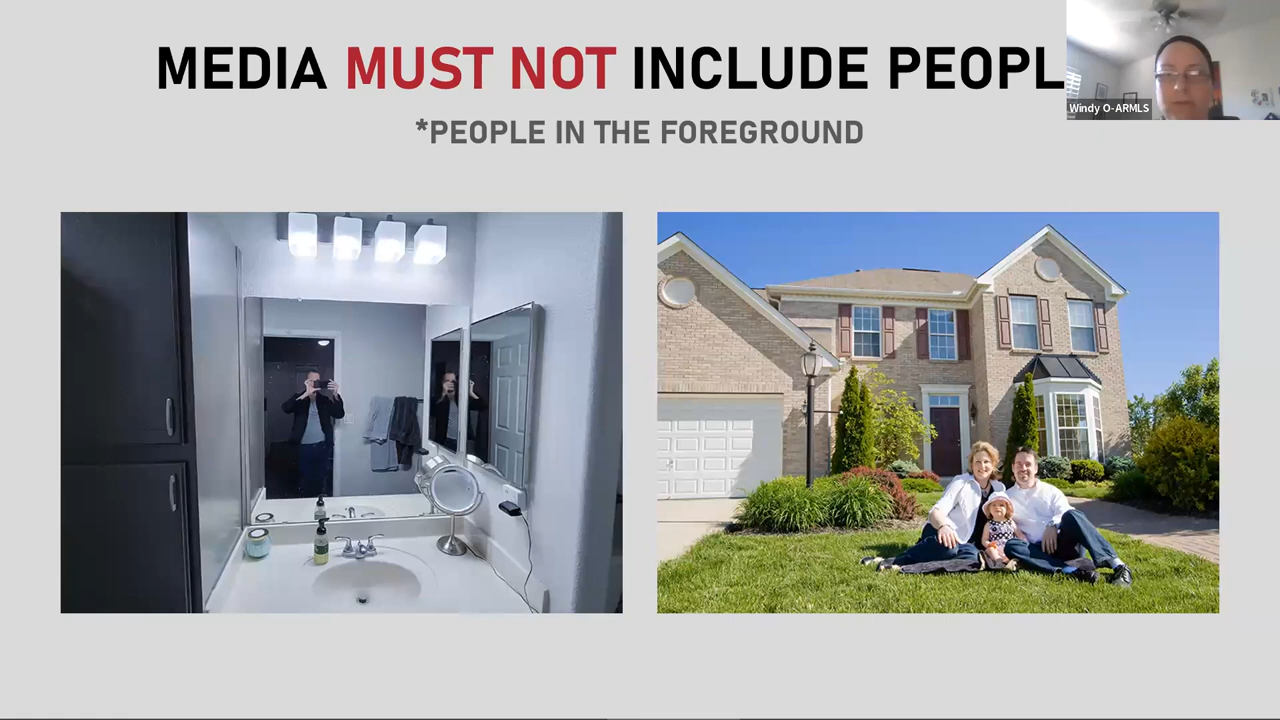 MEDIA MUST NOT INCLUDE PEOPL
*PEOPLE IN THE FOREGROUND
Windy O-ARMLS